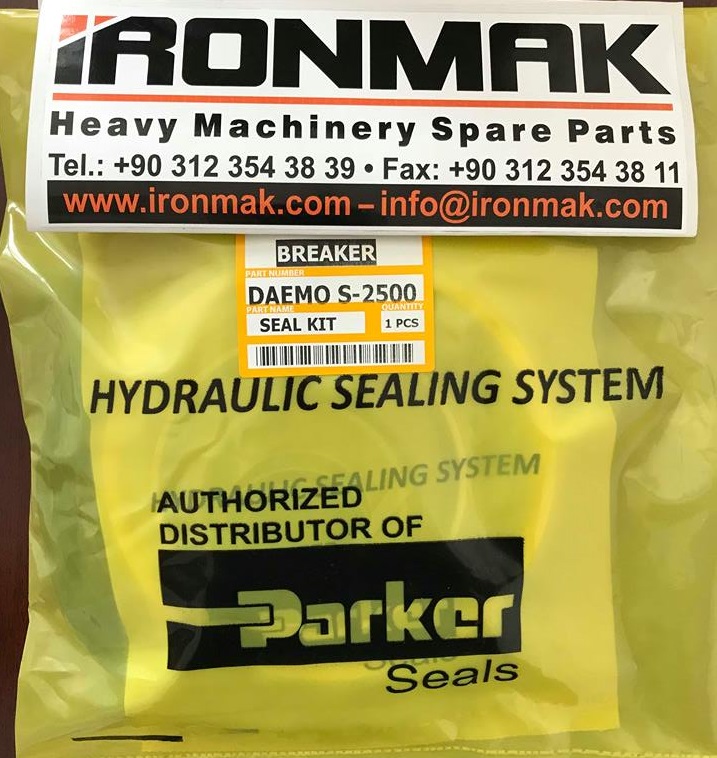 IRONMAK
Heavy Machinery Spare Parts
Tel.: +90 312 354 38 39 • Fax: +90 312 354 38 11
www.ironmak.com – info@ironmak.com
BREAKER
PART NUMBER
DAEMO S-2500
PART NAME QUANTITY
SEAL KIT 1 PCS
HYDRAULIC SEALING SYSTEM
HYDRAULIC SEALING SYSTEM
AUTHORIZED
DISTRIBUTOR OF
Parker
Seals